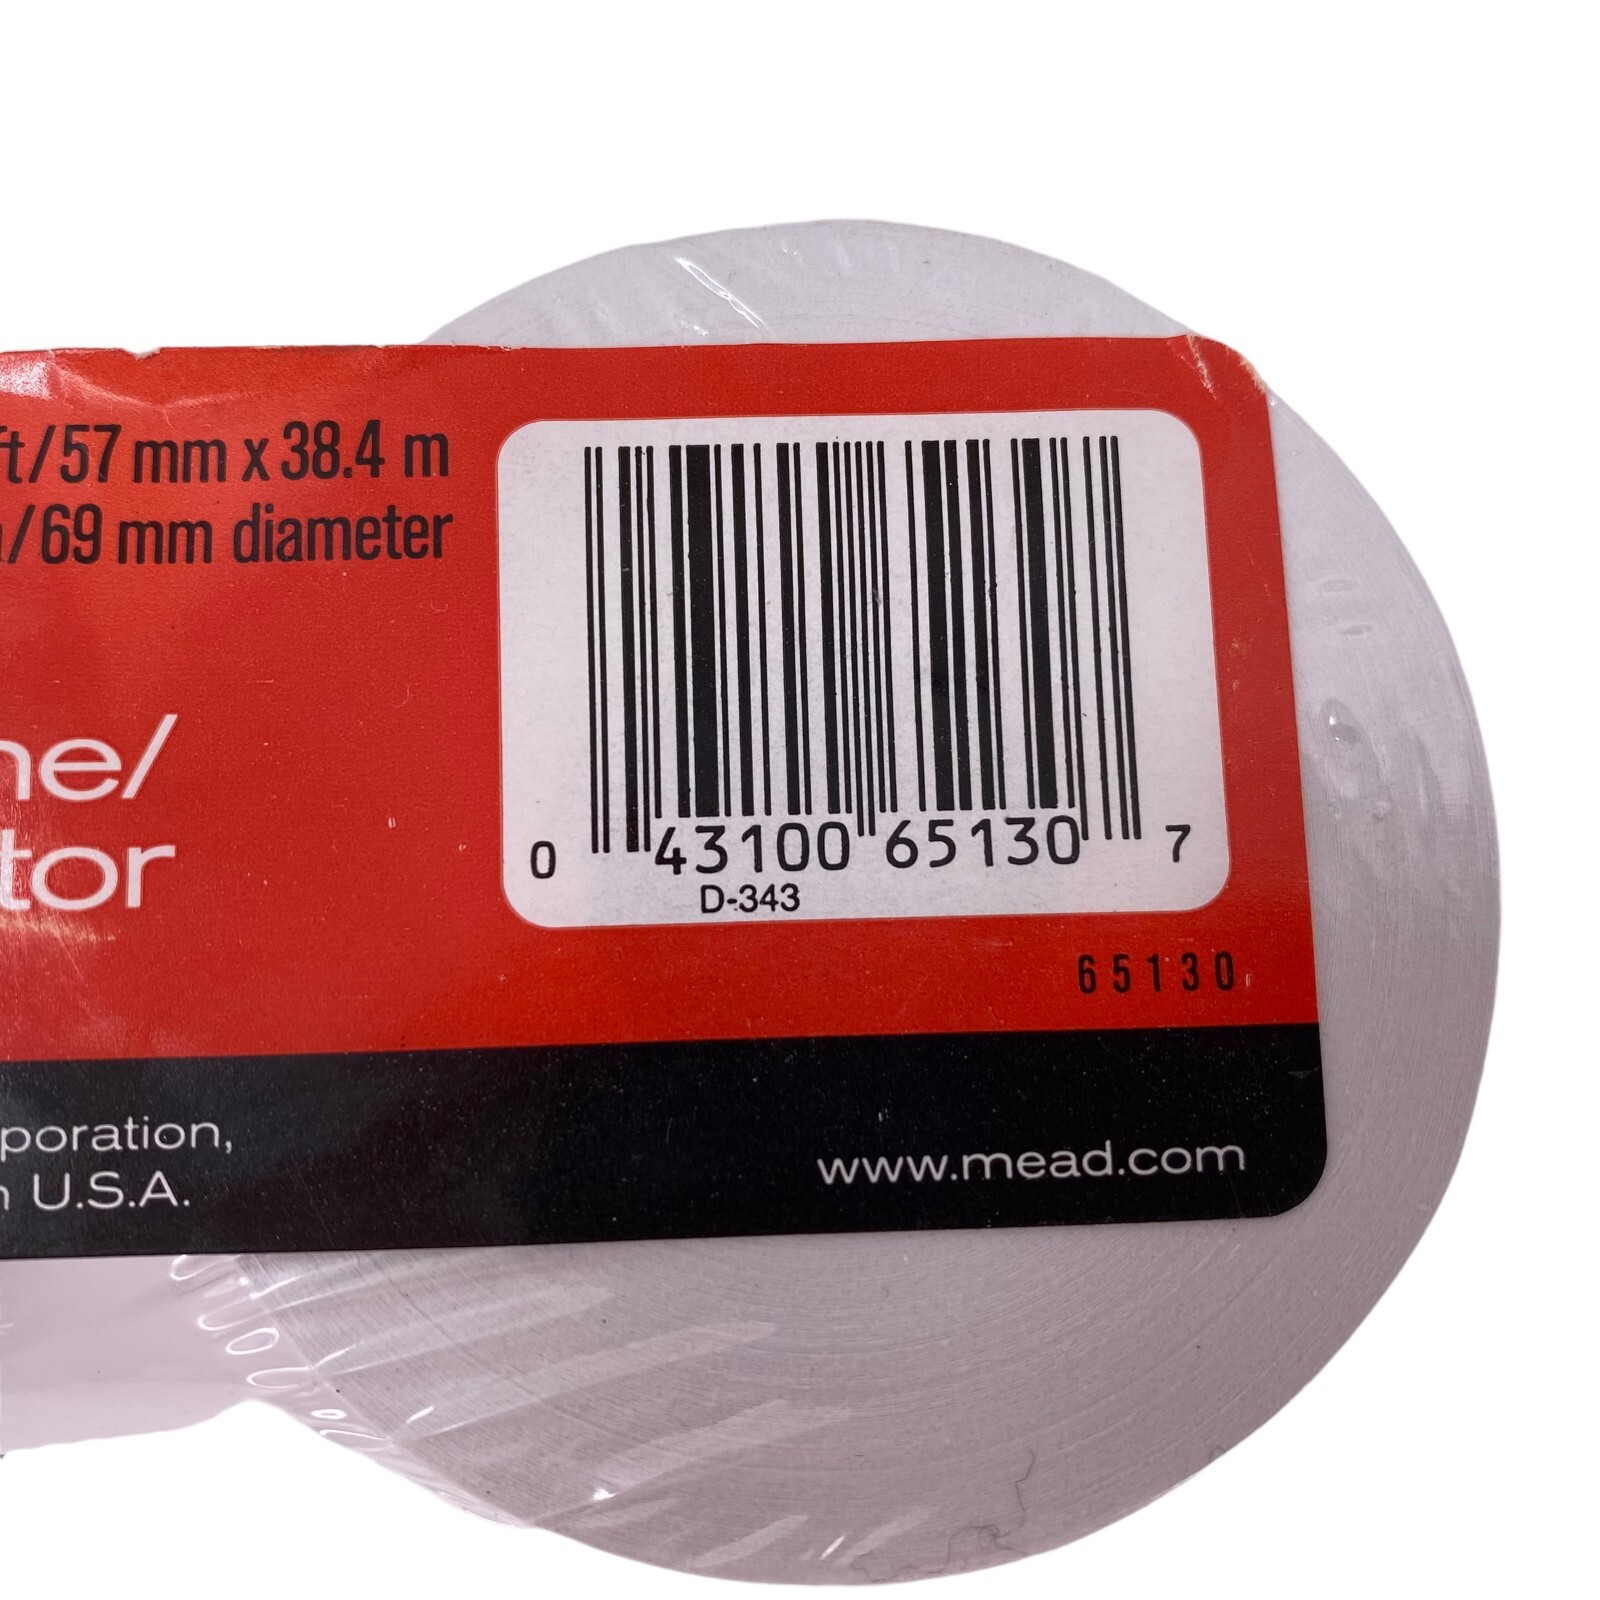 ft/57 mm x 38.4 m
/69 mm diameter
ne/
tor
0 43100 65130 7
D-343
65130
poration,
n U.S.A.
www.mead.com